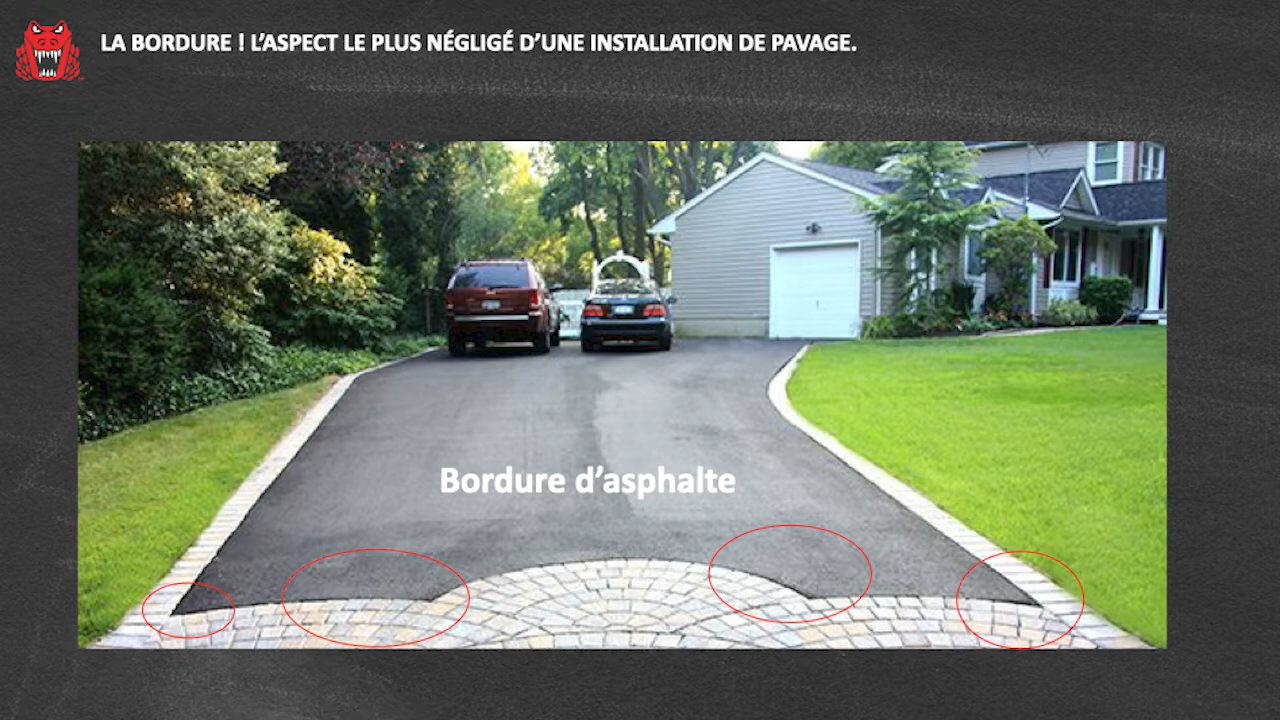 LA BORDURE ! L’ASPECT LE PLUS NÉGLIGÉ D’UNE INSTALLATION DE PAVAGE.
Bordure d’asphalte